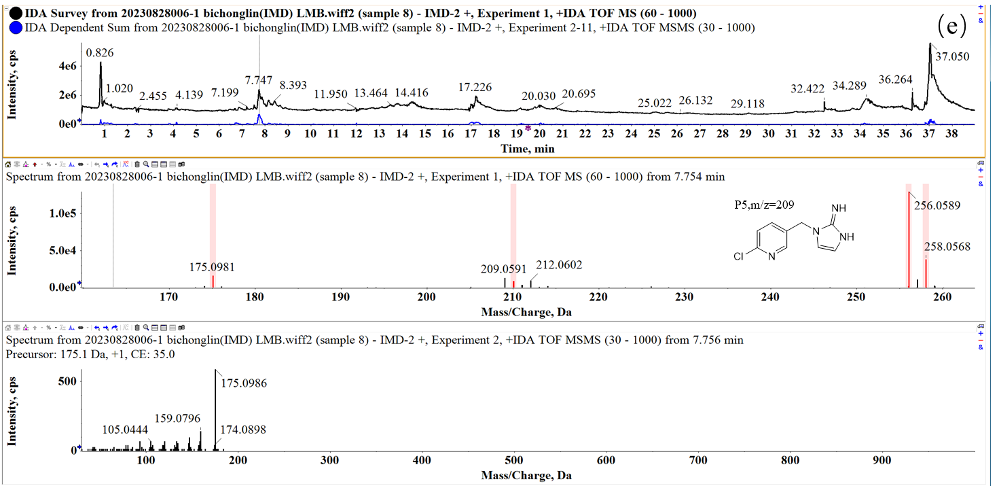 IDA Survey from 20230828006-1 bichonglin(IMD) LMB.wiff2 (sample 8) - IMD-2 +, Experiment 1, +IDA TOF MS (60 - 1000)
IDA Dependent Sum from 20230828006-1 bichonglin(IMD) LMB.wiff2 (sample 8) - IMD-2 +, Experiment 2-11, +IDA TOF MSMS (30 - 1000)
(e)
Intensity, cps
4e6
2e6
0e0
0.826
1.020
2.455
4.139
7.199
7.747
8.393
11.950
13.464
14.416
17.226
20.030
20.695
25.022
26.132
29.118
32.422
34.289
36.264
37.050
1 2 3 4 5 6 7 8 9 10 11 12 13 14 15 16 17 18 19 20 21 22 23 24 25 26 27 28 29 30 31 32 33 34 35 36 37 38
Time, min
Spectrum from 20230828006-1 bichonglin(IMD) LMB.wiff2 (sample 8) - IMD-2 +, Experiment 1, +IDA TOF MS (60 - 1000) from 7.754 min
Intensity, cps
1.0e5
5.0e4
0.0e0
175.0981
209.0591
212.0602
P5,m/z=209
NH
N
NH
Cl
N
256.0589
258.0568
170 180 190 200 210 220 230 240 250 260
Mass/Charge, Da
Spectrum from 20230828006-1 bichonglin(IMD) LMB.wiff2 (sample 8) - IMD-2 +, Experiment 2, +IDA TOF MSMS (30 - 1000) from 7.756 min
Precursor: 175.1 Da, +1, CE: 35.0
Intensity, cps
500
0
105.0444
159.0796
175.0986
174.0898
100 200 300 400 500 600 700 800 900
Mass/Charge, Da